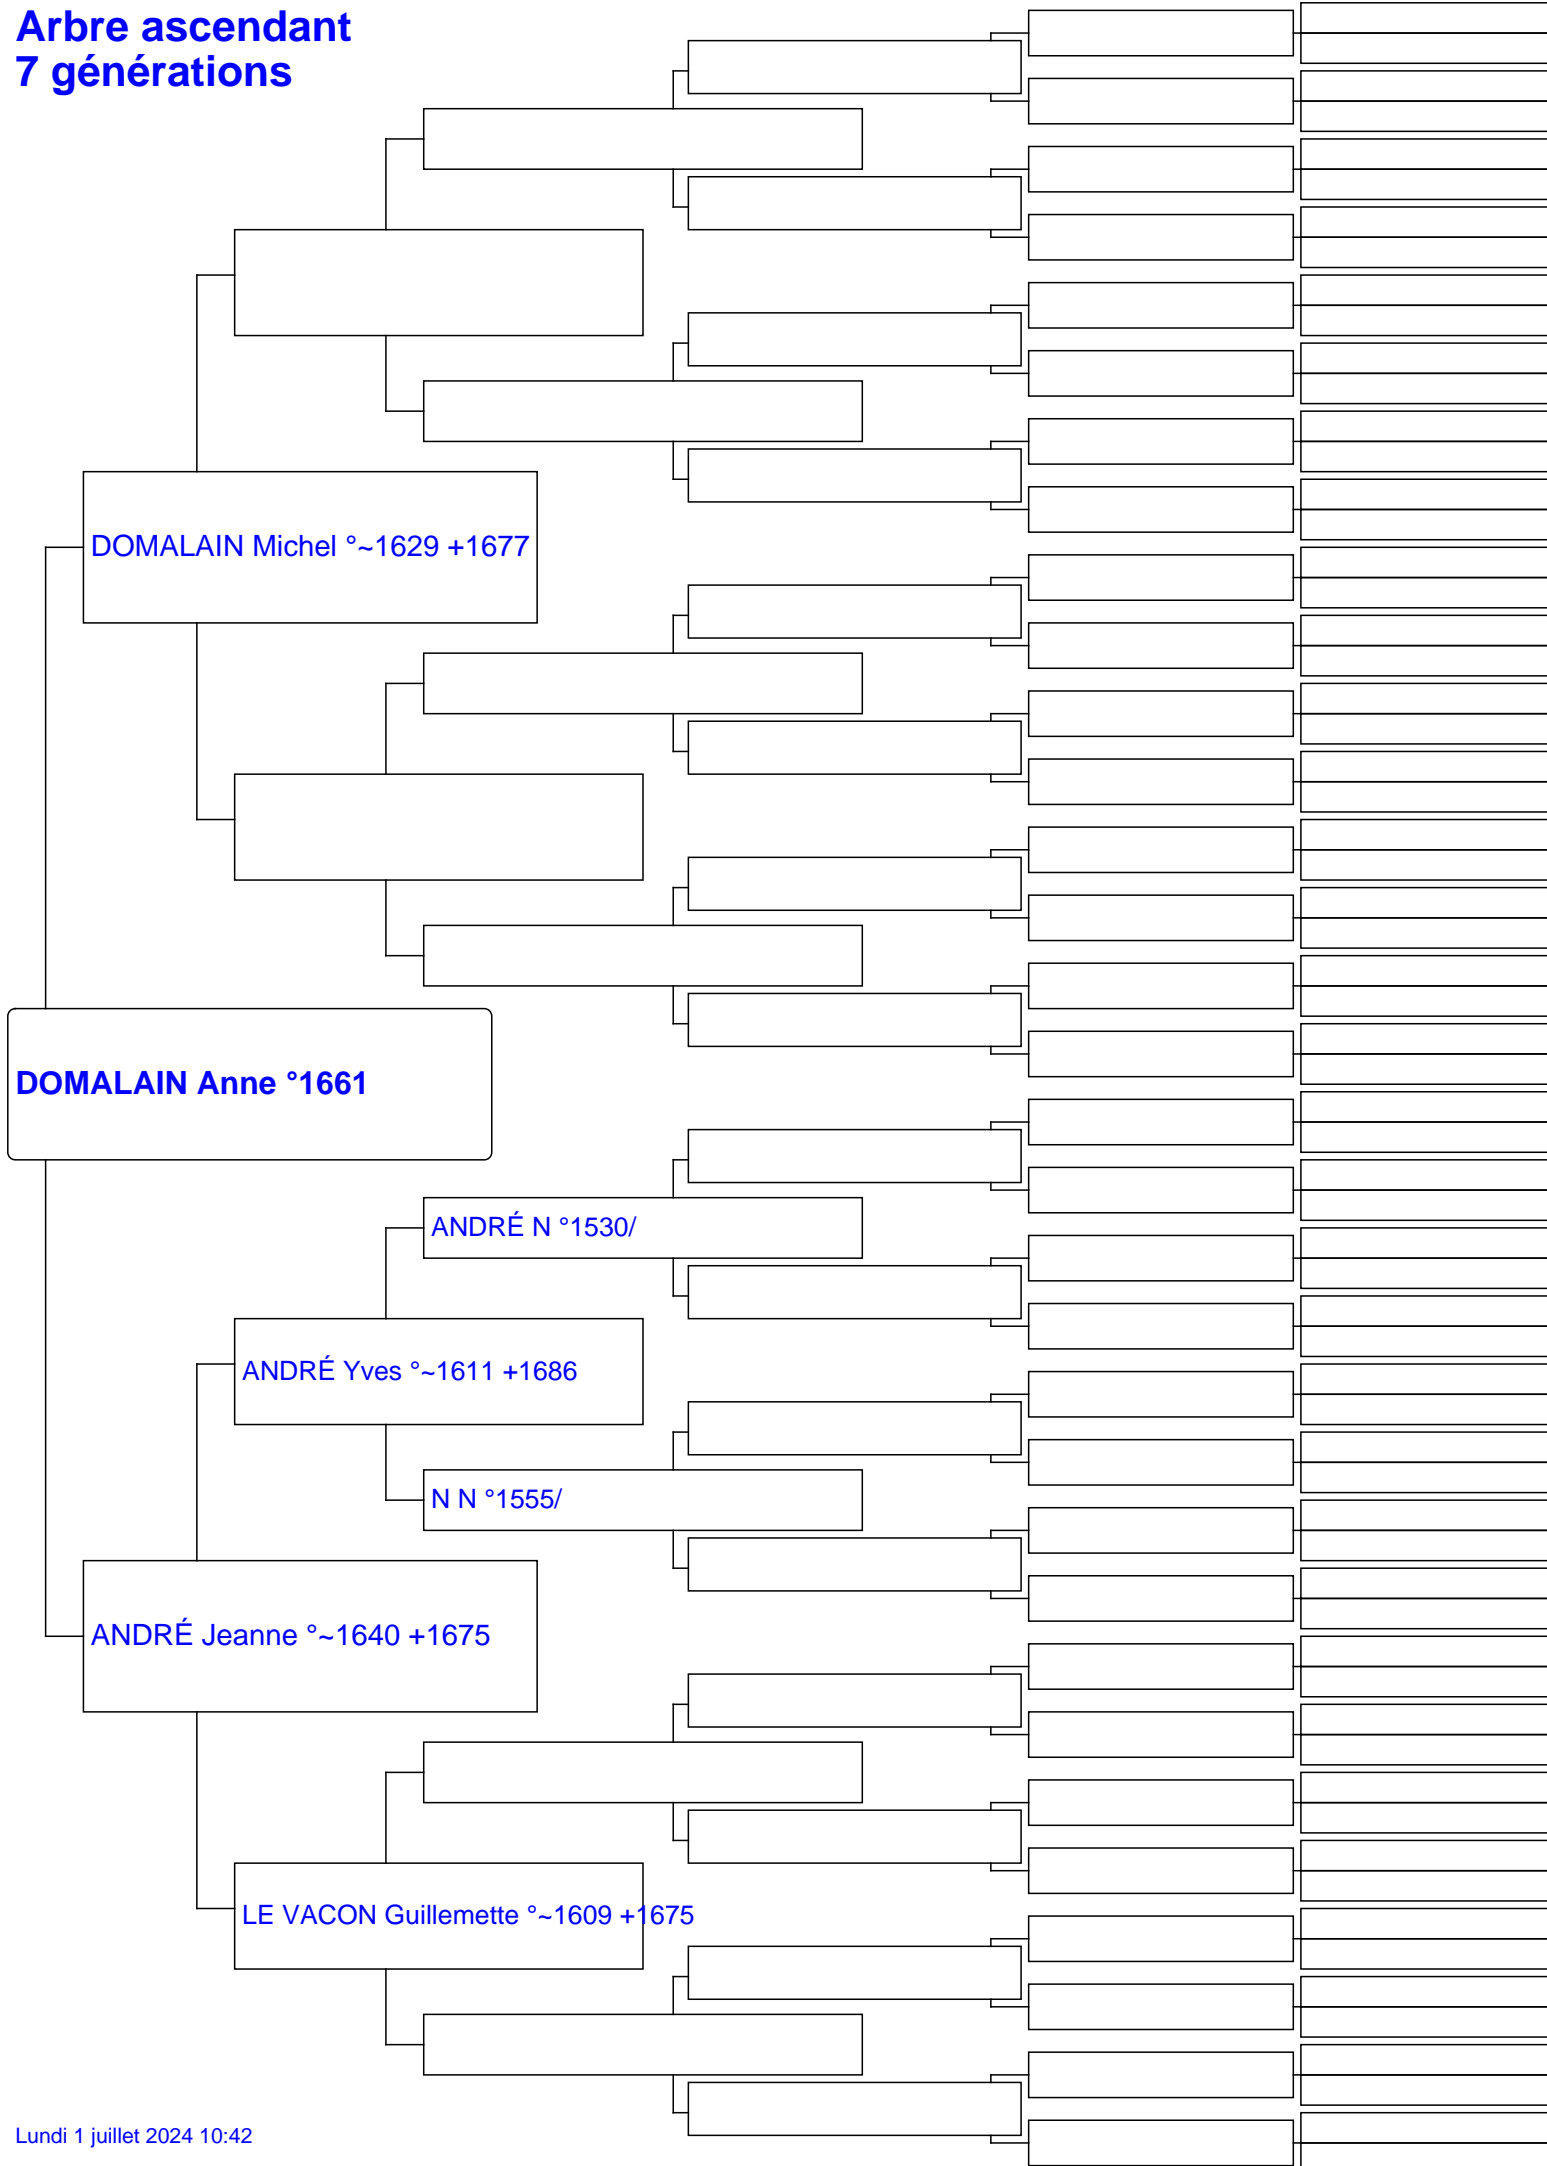 Arbre ascendant
7 générations
DOMALAIN Michel °~1629 +1677
DOMALAIN Anne °1661
ANDRÉ N °1530/
ANDRÉ Yves °~1611 +1686
N N °1555/
ANDRÉ Jeanne °~1640 +1675
LE VACON Guillemette °~1609 +1675
Lundi 1 juillet 2024 10:42